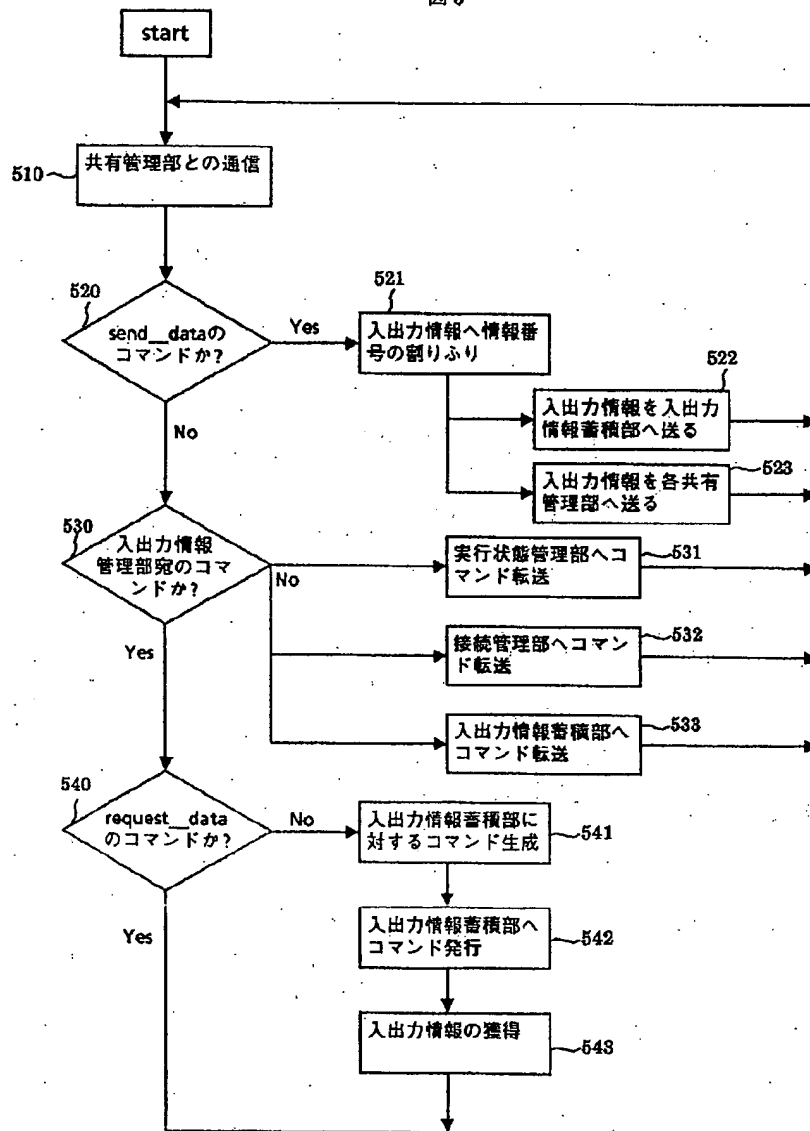 start
共有管理部との通信
510
520
send__dataの
コマンドか?
Yes
No
521
入出力情報へ情報番
号の割りふり
522
入出力情報を入出力
情報蓄積部へ送る
523
入出力情報を各共有
管理部へ送る
530
入出力情報
管理部宛のコマ
ンドか?
No
Yes
実行状態管理部へコ
マンド転送
531
接続管理部へコマン
ド転送
532
入出力情報蓄積部へ
コマンド転送
533
540
request__data
のコマンドか?
No
Yes
入出力情報蓄積部に
対するコマンド生成
541
入出力情報蓄積部へ
コマンド発行
542
入出力情報の獲得
543